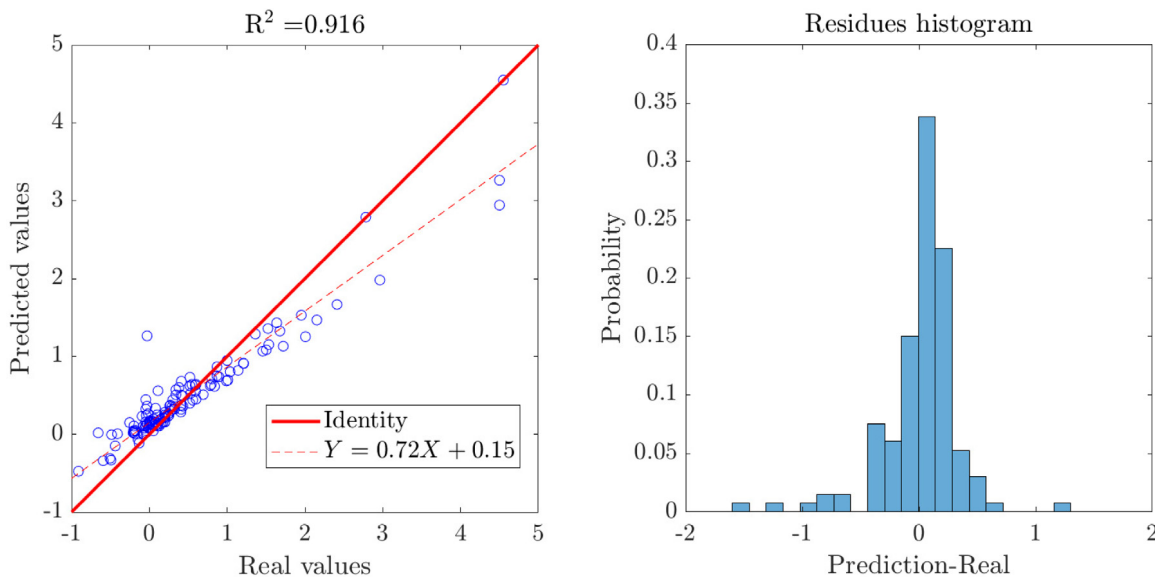 R² =0.916
5
4
3
2
1
0
-1
Predicted values
-1 0 1 2 3 4 5
Real values
Identity
Y = 0.72X + 0.15
Residues histogram
0.4
0.35
0.3
0.25
0.2
0.15
0.1
0.05
0
Probability
-2 -1 0 1 2
Prediction-Real